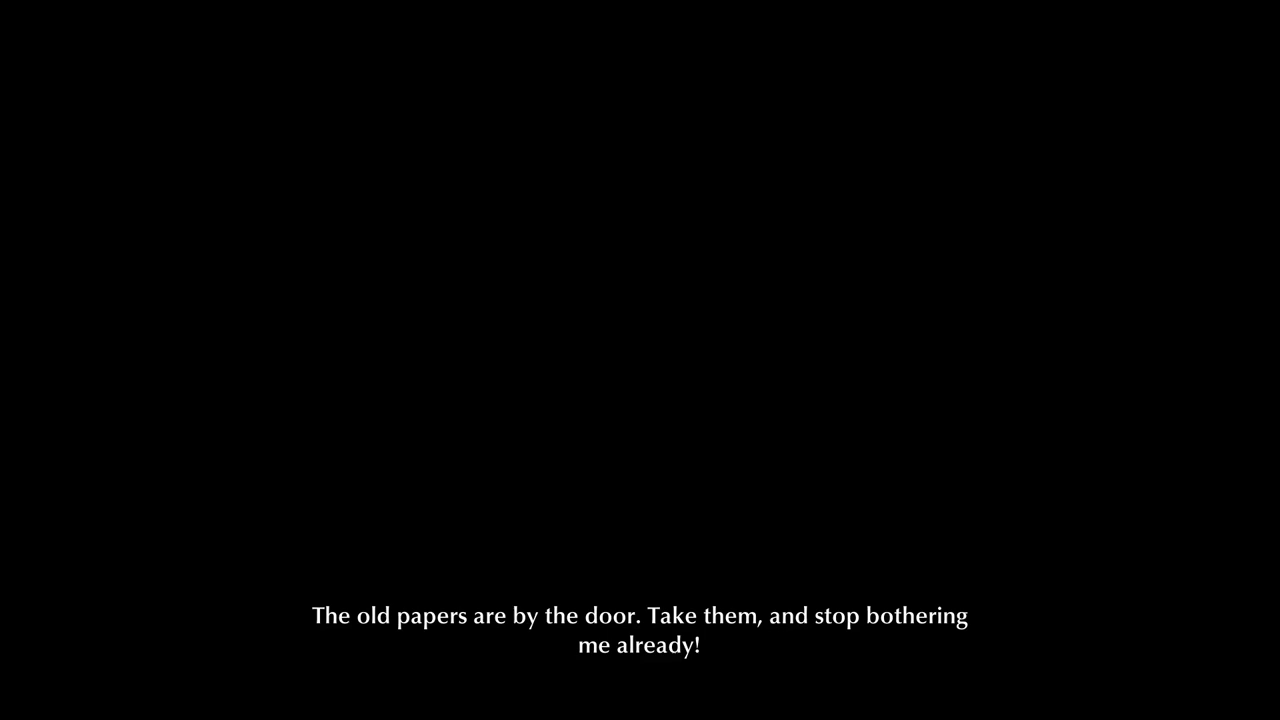 The old papers are by the door. Take them, and stop bothering
me already!